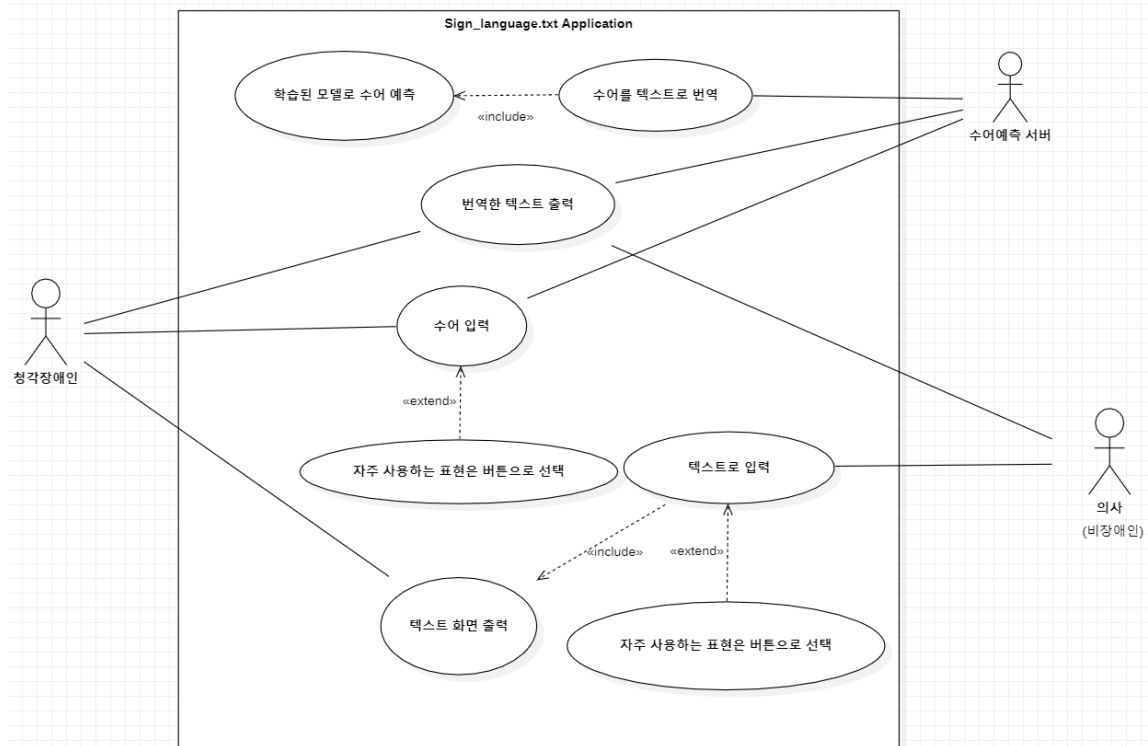 Sign_language.txt Application
학습된 모델로 수어 예측
«include»
수어를 텍스트로 번역
수어예측 서버
번역한 텍스트 출력
수어 입력
청각장애인
«extend»
자주 사용하는 표현은 버튼으로 선택
텍스트로 입력
의사
(비장애인)
«include»
«extend»
텍스트 화면 출력
자주 사용하는 표현은 버튼으로 선택